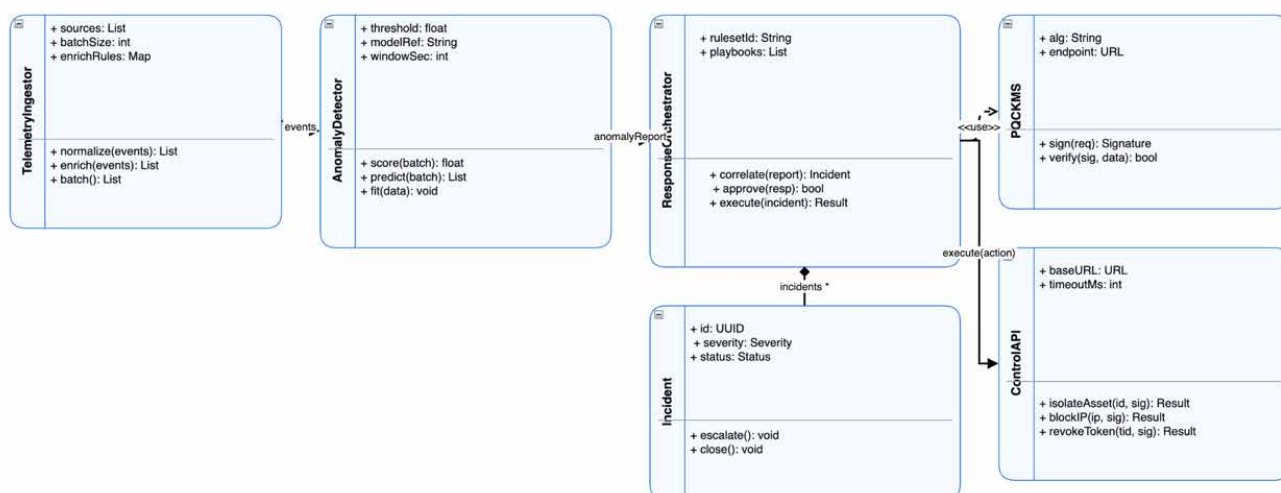 TelemetryIngestor
+ sources: List
+ batchSize: int
+ enrichRules: Map
+ normalize(events): List
+ enrich(events): List
+ batch(): List
events
*
AnomalyDetector
+ threshold: float
+ modelRef: String
+ windowSec: int
+ score(batch): float
+ predict(batch): List
+ fit(data): void
anomalyReport
ResponseOrchestrator
+ rulesetId: String
+ playbooks: List
+ correlate(report): Incident
+ approve(resp): bool
+ execute(incident): Result
<<use>>
PQCKMS
+ alg: String
+ endpoint: URL
+ sign(req): Signature
+ verify(sig, data): bool
execute(action)
incidents *
Incident
+ id: UUID
+ severity: Severity
+ status: Status
+ escalate(): void
+ close(): void
ControlAPI
+ baseURL: URL
+ timeoutMs: int
+ isolateAsset(id, sig): Result
+ blockIP(ip, sig): Result
+ revokeToken(tid, sig): Result